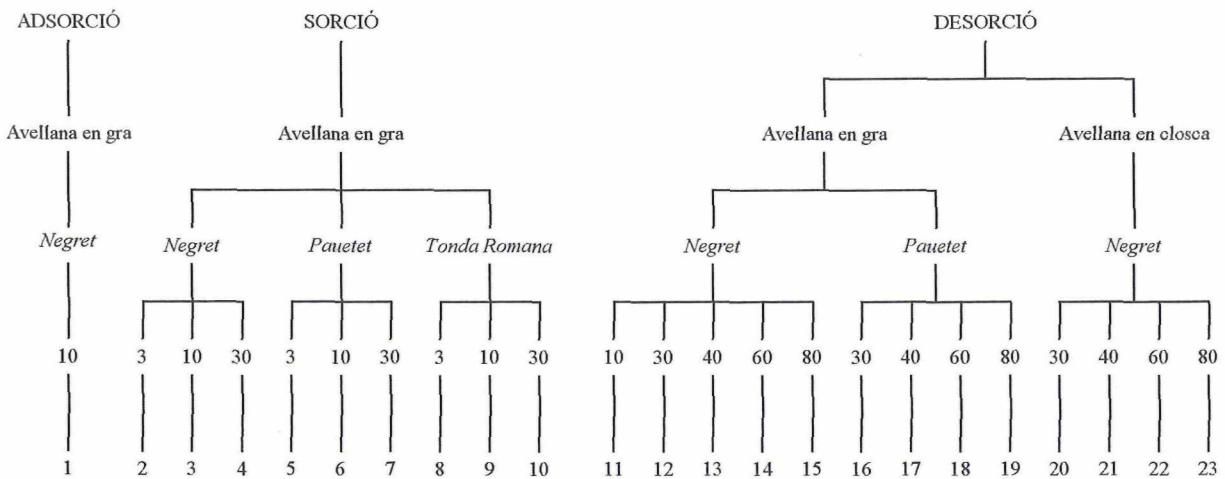 ADSORCIÓ SORCIÓ DESORCIÓ
Avellana en gra Avellana en gra Avellana en gra Avellana en closca
Negret Negret Pauetet Tonda Romana Negret Pauetet Negret
10 3 10 30 3 10 30 3 10 30 10 30 40 60 80 30 40 60 80 30 40 60 80
1 2 3 4 5 6 7 8 9 10 11 12 13 14 15 16 17 18 19 20 21 22 23